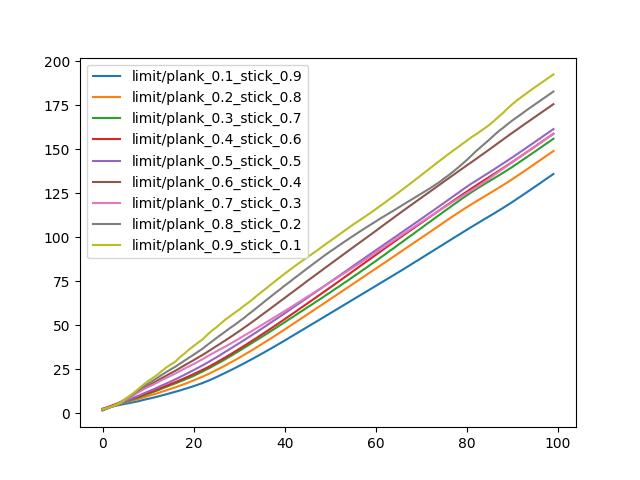 200
175
150
125
100
75
50
25
0
limit/plank_0.1_stick_0.9
limit/plank_0.2_stick_0.8
limit/plank_0.3_stick_0.7
limit/plank_0.4_stick_0.6
limit/plank_0.5_stick_0.5
limit/plank_0.6_stick_0.4
limit/plank_0.7_stick_0.3
limit/plank_0.8_stick_0.2
limit/plank_0.9_stick_0.1
0 20 40 60 80 100